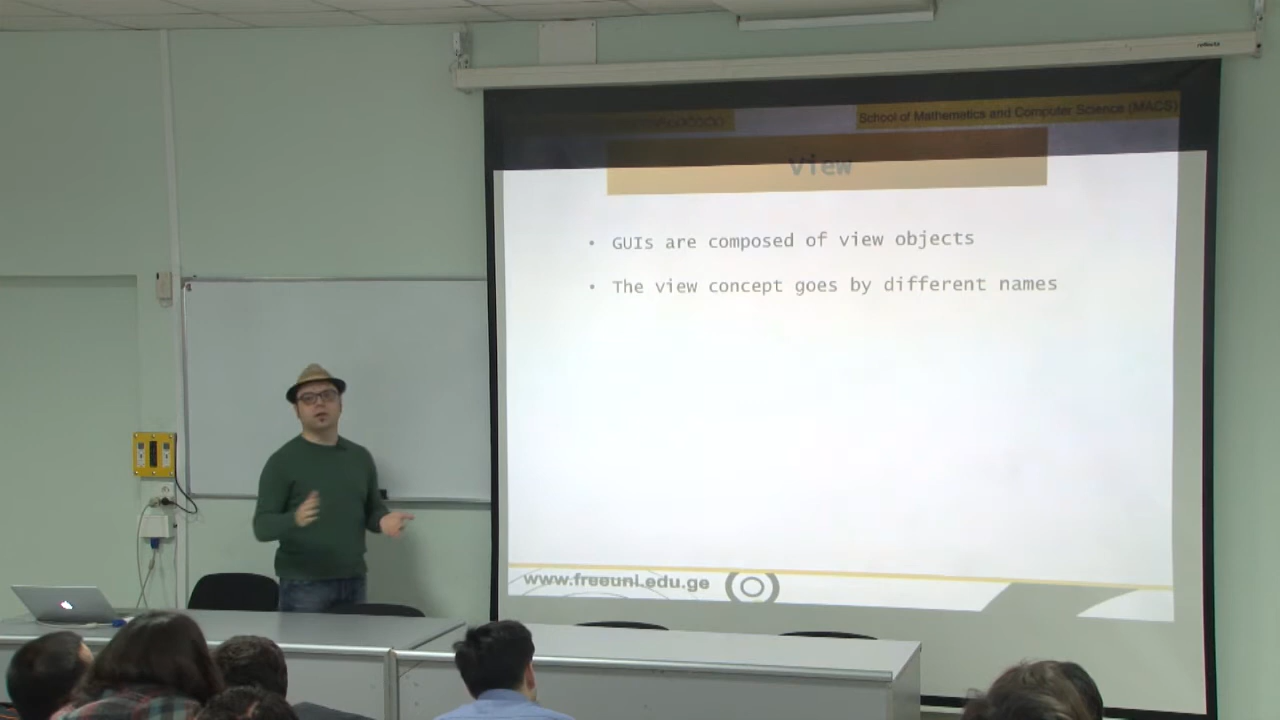 School of Mathematics and Computer Science (MACS)
View
• GUIs are composed of view objects
• The view concept goes by different names
www.freeuni.edu.ge